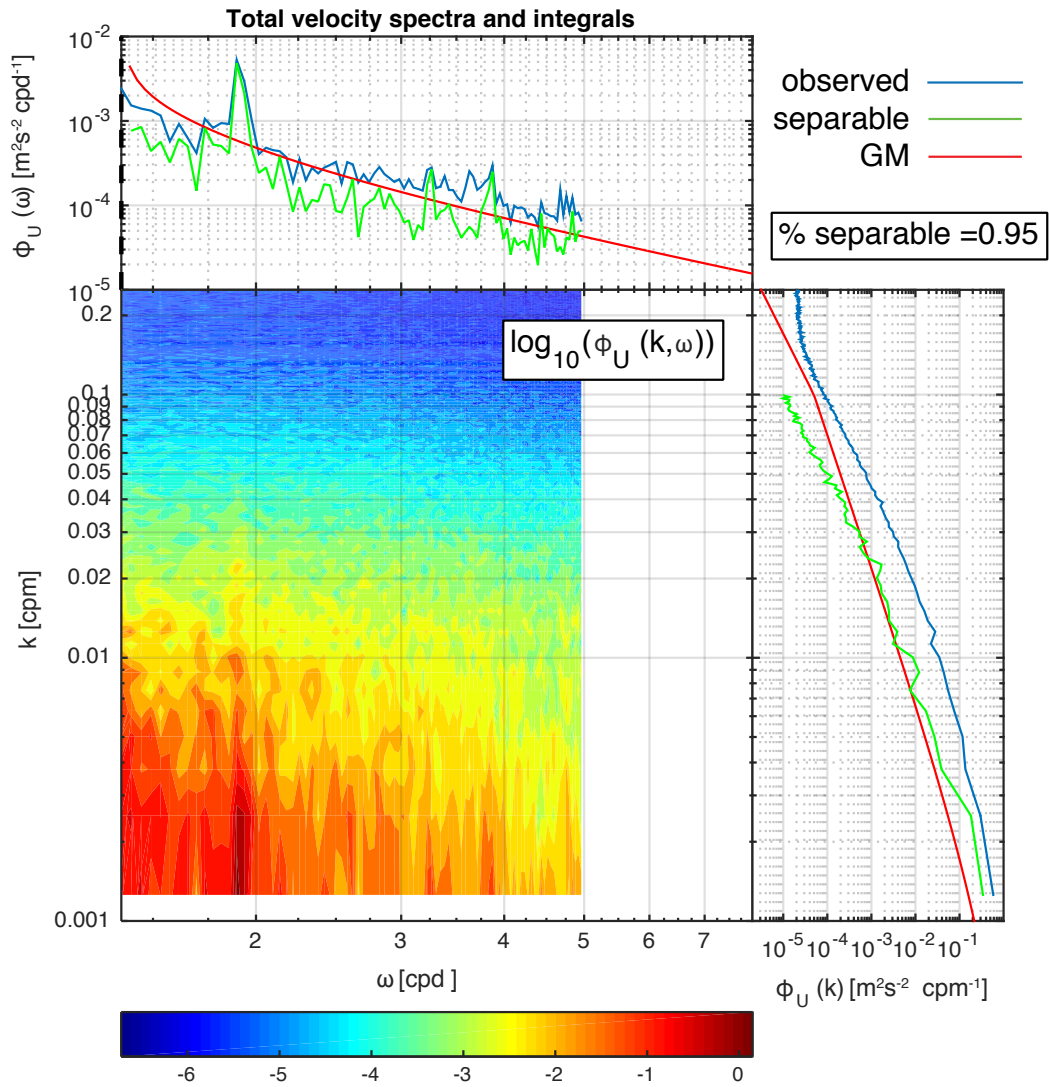 Total velocity spectra and integrals
10⁻²
10⁻³
10⁻⁴
10⁻⁵
ϕ_U (ω) [m²s⁻² cpd⁻¹]
observed
separable
GM
% separable =0.95
log₁₀(ϕ_U (k,ω))
0.2
0.1
0.09
0.08
0.07
0.06
0.05
0.04
0.03
0.02
0.01
0.001
k [cpm]
2 3 4 5 6 7
ω [cpd ]
10⁻⁵ 10⁻⁴ 10⁻³ 10⁻² 10⁻¹
ϕ_U (k) [m²s⁻² cpm⁻¹]
-6 -5 -4 -3 -2 -1 0